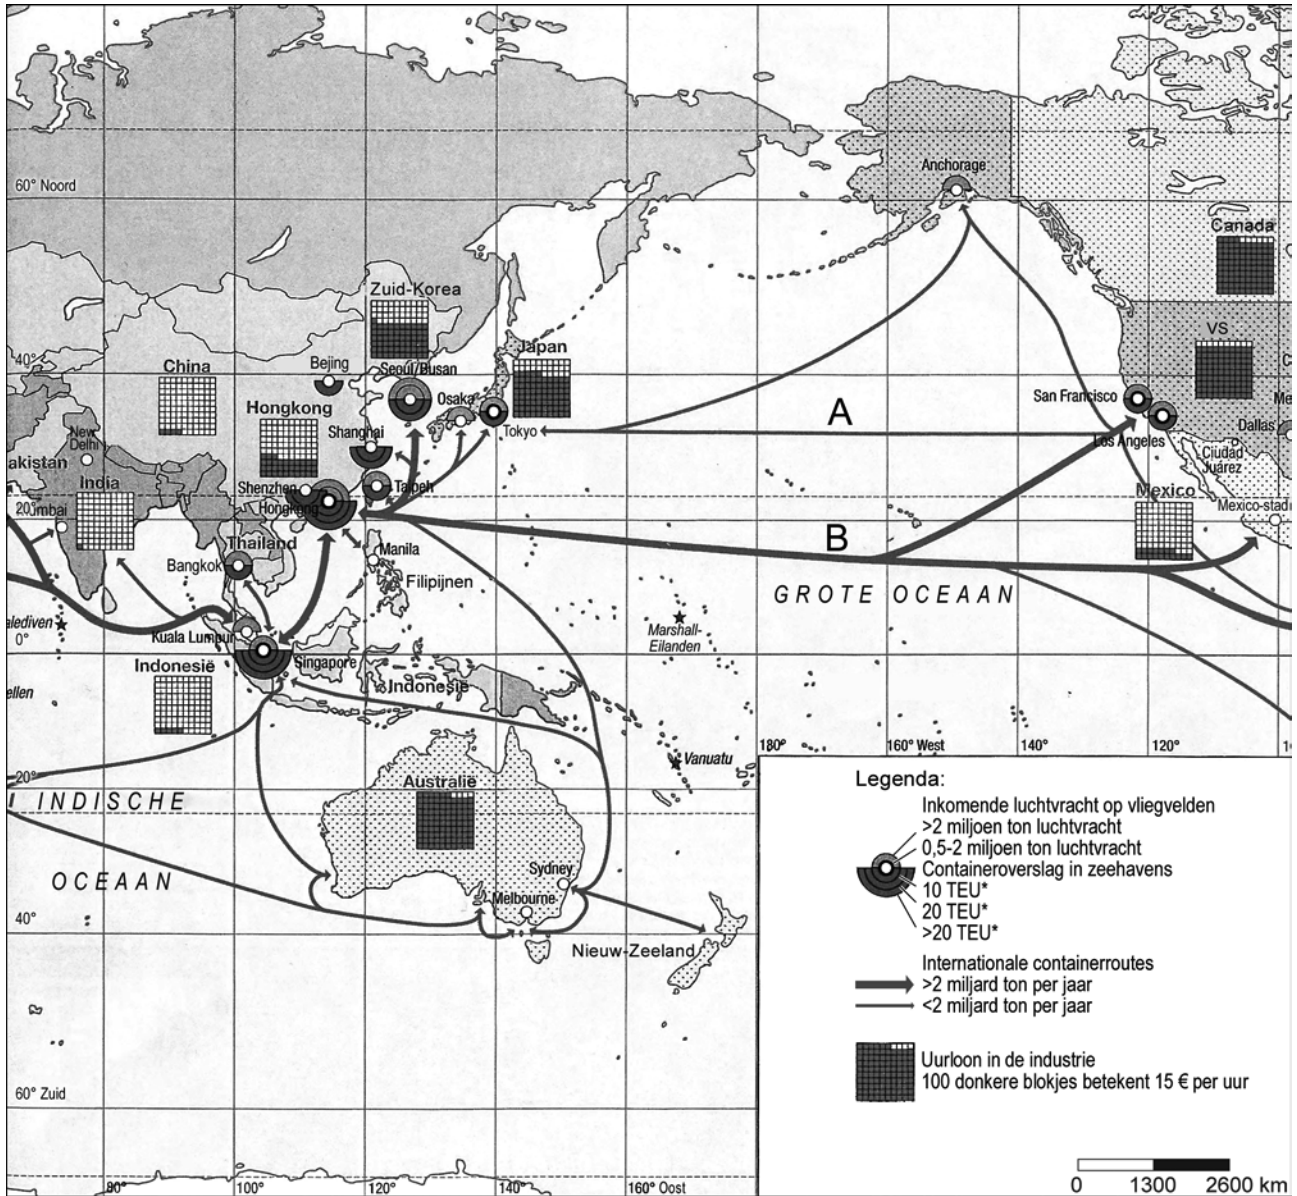 60° Noord
Anchorage
Canada
Zuid-Korea
VS
40°
China
Bejing
Seoul/Busan
Japan
Hongkong
Osaka
Shanghai
Tokyo
A
San Francisco
Los Angeles
Dallas
Ciudad
Juárez
New
Delhi
akistan
India
Shenzhen
Hongkong
Taipeh
Mexico
20°
umbai
Mexico-stad
Thailand
Bangkok
Manila
Filipijnen
B
GROTE OCEAAN
alediven
0°
Kuala Lumpur
Singapore
Marshall-
Eilanden
Indonesië
Indonesië
ellen
180°
160° West
140°
120°
Vanuatu
20°
INDISCHE
OCEAAN
Australië
Sydney
Melbourne
40°
Nieuw-Zeeland
60° Zuid
80°
100°
120°
140°
160° Oost
Legenda:
Inkomende luchtvracht op vliegvelden
>2 miljoen ton luchtvracht
0,5-2 miljoen ton luchtvracht
Containeroverslag in zeehavens
10 TEU*
20 TEU*
>20 TEU*
Internationale containerroutes
>2 miljard ton per jaar
<2 miljard ton per jaar
Uurloon in de industrie
100 donkere blokjes betekent 15 € per uur
0 1300 2600 km